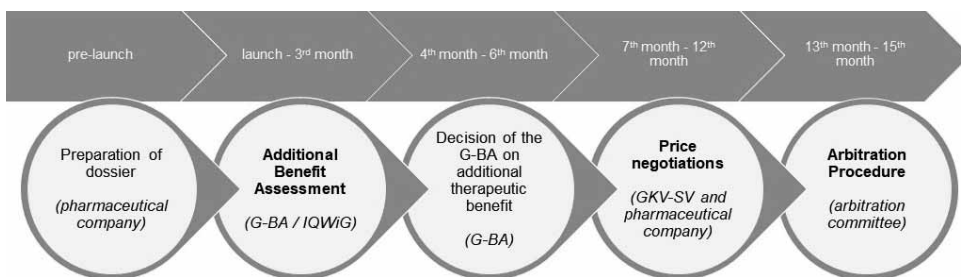 pre-launch
launch - 3rd month
4th month - 6th month
7th month - 12th
month
13th month - 15th
month
Preparation of
dossier
(pharmaceutical
company)
Additional
Benefit
Assessment
(G-BA / IQWiG)
Decision of the
G-BA on
additional
therapeutic
benefit
(G-BA)
Price
negotiations
(GKV-SV and
pharmaceutical
company)
Arbitration
Procedure
(arbitration
committee)